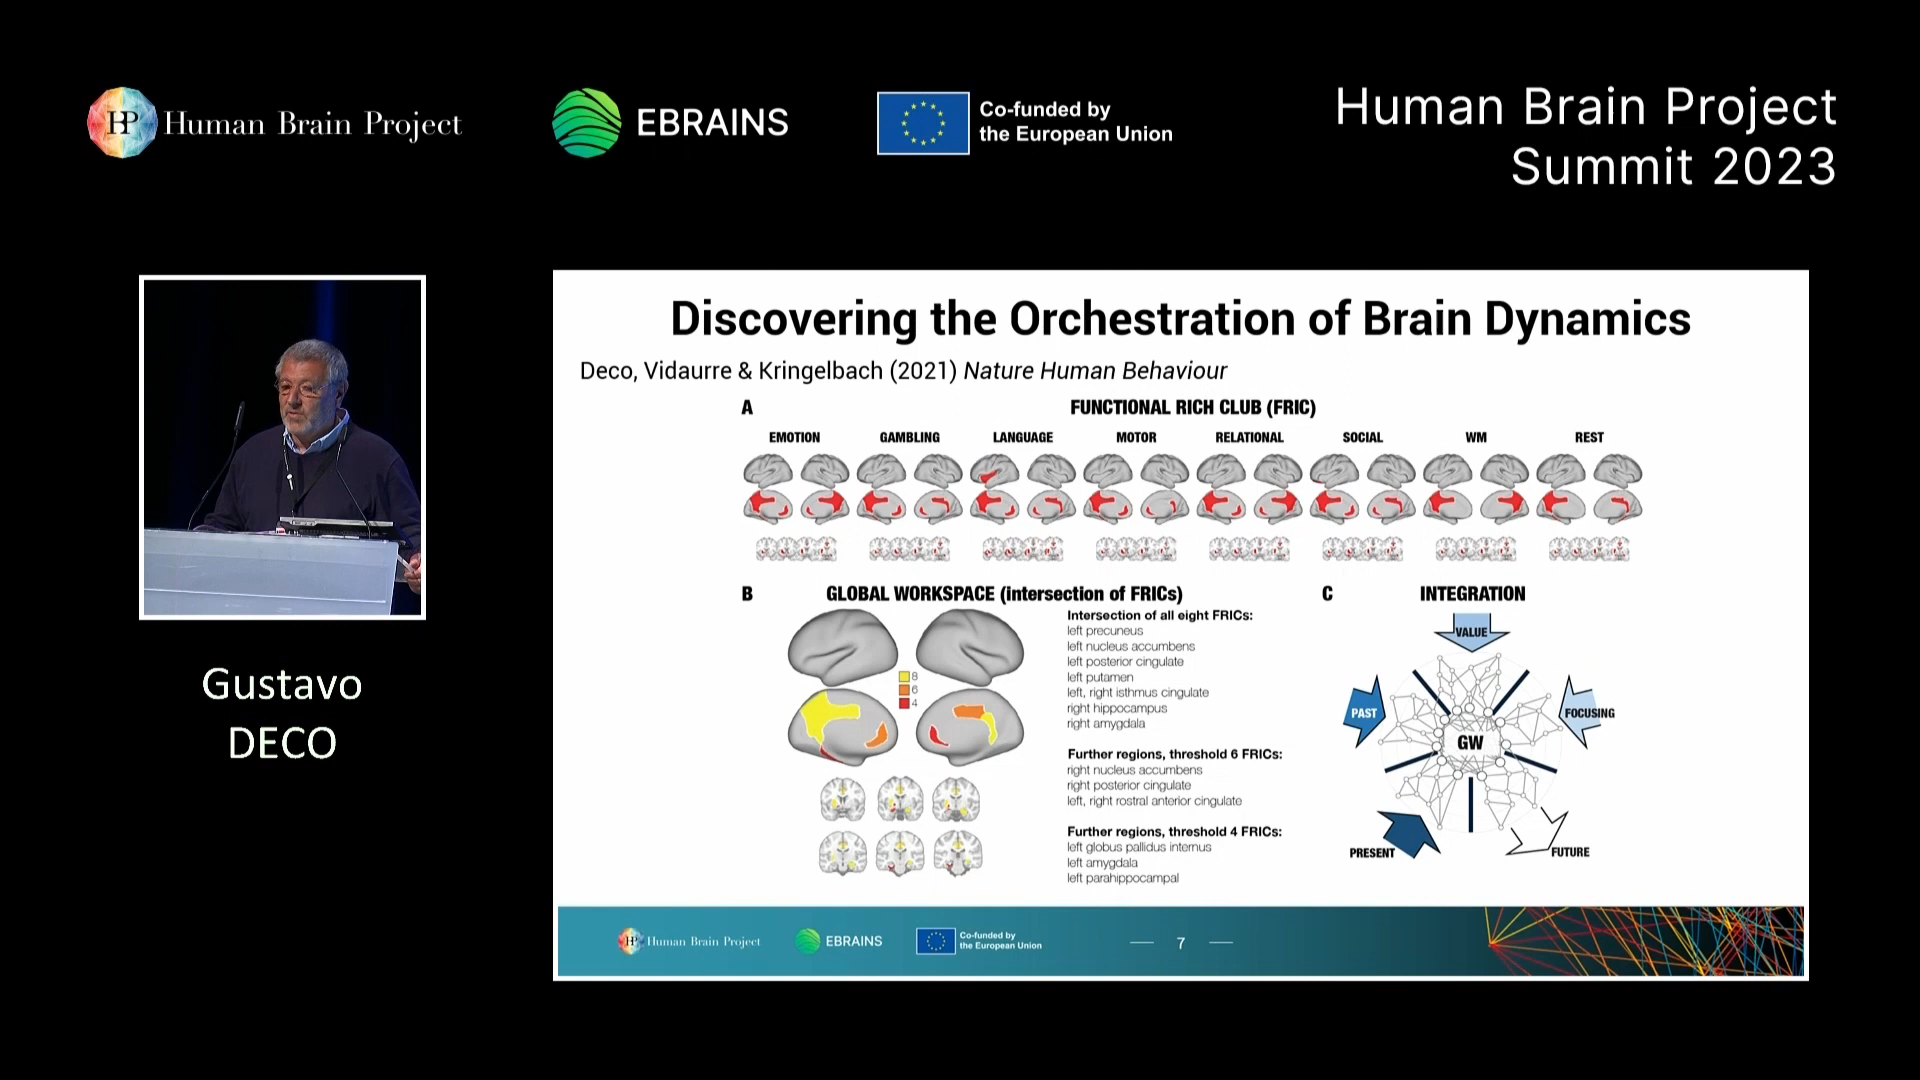 HP Human Brain Project
EBRAINS
Co-funded by
the European Union
Human Brain Project
Summit 2023
Gustavo
DECO
Discovering the Orchestration of Brain Dynamics
Deco, Vidaurre & Kringelbach (2021) Nature Human Behaviour
A FUNCTIONAL RICH CLUB (FRIC)
EMOTION GAMBLING LANGUAGE MOTOR RELATIONAL SOCIAL WM REST
B GLOBAL WORKSPACE (intersection of FRICs)
8
6
4
Intersection of all eight FRICs:
left precuneus
left nucleus accumbens
left posterior cingulate
left putamen
left, right isthmus cingulate
right hippocampus
right amygdala
Further regions, threshold 6 FRICs:
right nucleus accumbens
right posterior cingulate
left, right rostral anterior cingulate
Further regions, threshold 4 FRICs:
left globus pallidus internus
left amygdala
left parahippocampal
C INTEGRATION
VALUE
PAST
FOCUSING
GW
PRESENT
FUTURE
HP Human Brain Project
EBRAINS
Co-funded by
the European Union
7